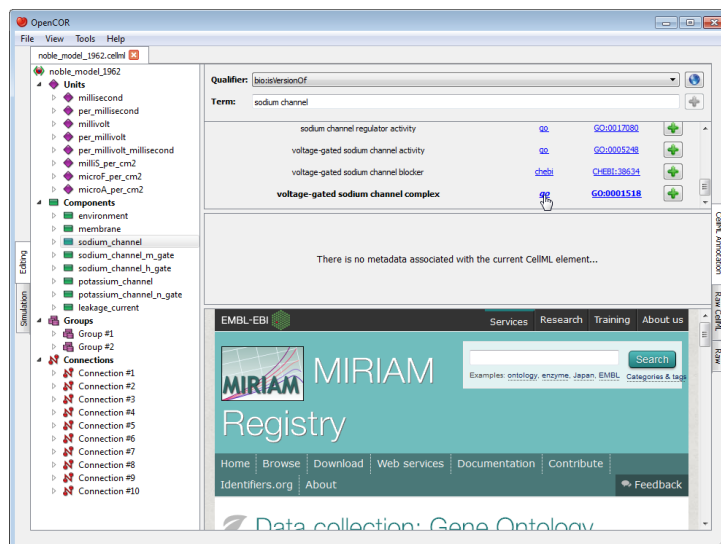 OpenCOR
File View Tools Help
noble_model_1962.cellml
noble_model_1962
Units
millisecond
per_millisecond
millivolt
per_millivolt
per_millivolt_millisecond
milliS_per_cm2
microF_per_cm2
microA_per_cm2
Components
environment
membrane
sodium_channel
sodium_channel_m_gate
sodium_channel_h_gate
potassium_channel
potassium_channel_n_gate
leakage_current
Groups
Group #1
Group #2
Connections
Connection #1
Connection #2
Connection #3
Connection #4
Connection #5
Connection #6
Connection #7
Connection #8
Connection #9
Connection #10
Editing
Simulation
Qualifier: bio:isVersionOf
Term: sodium channel
sodium channel regulator activity go GO:0017080
voltage-gated sodium channel activity go GO:0005248
voltage-gated sodium channel blocker chebi CHEBI:38634
voltage-gated sodium channel complex go GO:0001518
There is no metadata associated with the current CellML element...
EMBL-EBI Services Research Training About us
MIRIAM
MIRIAM
Registry
Search
Examples: ontology, enzyme, Japan, EMBL Categories & tags
Home Browse Download Web services Documentation Contribute
Identifiers.org About Feedback
Data collection: Gene Ontology
CellML Annotation
Raw CellML
Raw